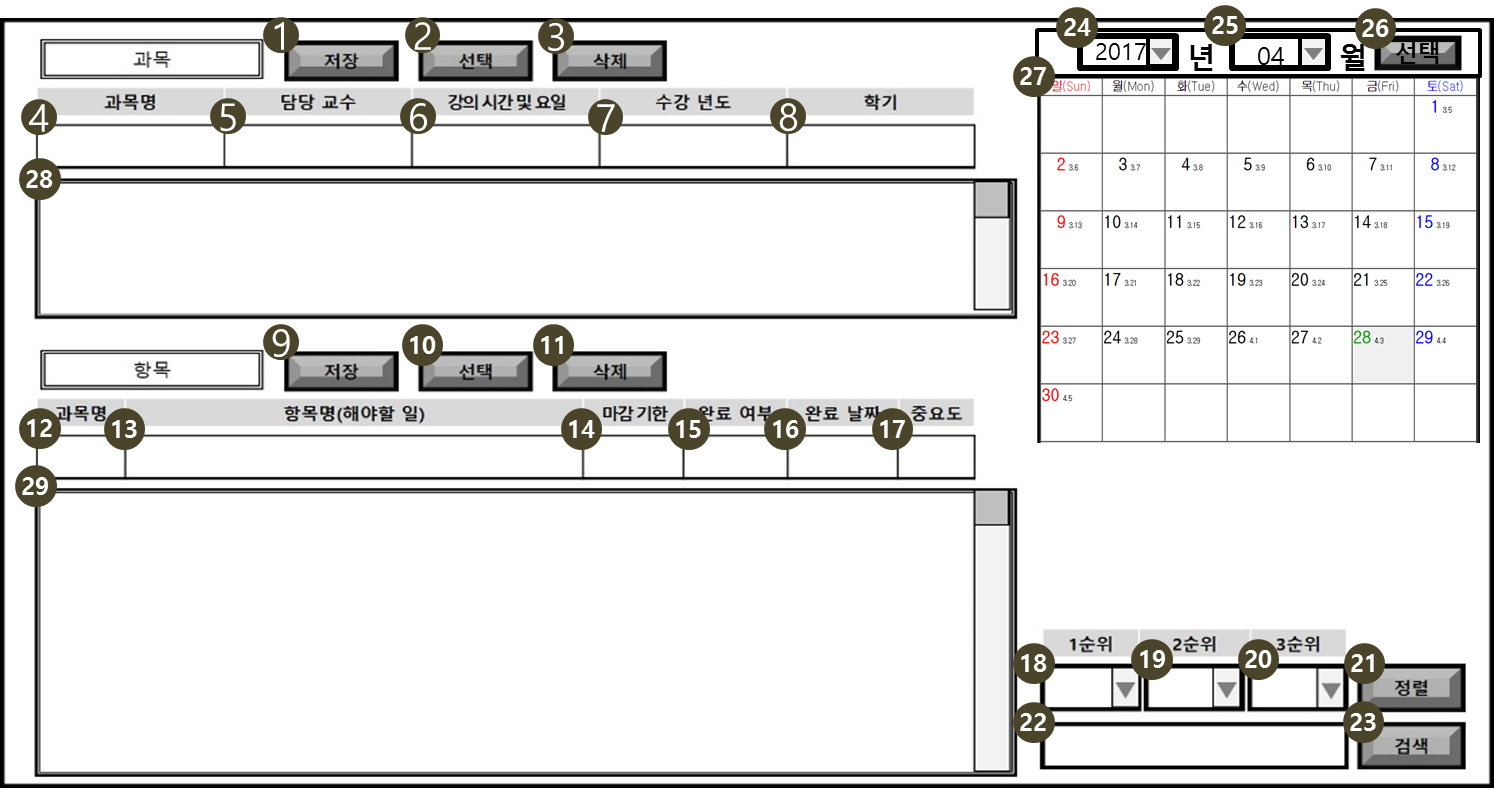 1 2 3
과목 저장 선택 삭제
과목명 담당 교수 강의 시간 및 요일 수강 년도 학기
4 5 6 7 8
28
9 10 11
항목 저장 선택 삭제
과목명 항목명(해야할 일) 마감 기한 완료 여부 완료 날짜 중요도
12 13 14 15 16 17
29
24 25 26
2017 년 04 월 선택
27
일(Sun) 월(Mon) 화(Tue) 수(Wed) 목(Thu) 금(Fri) 토(Sat)
1 3.5
2 3.6 3 3.7 4 3.8 5 3.9 6 3.10 7 3.11 8 3.12
9 3.13 10 3.14 11 3.15 12 3.16 13 3.17 14 3.18 15 3.19
16 3.20 17 3.21 18 3.22 19 3.23 20 3.24 21 3.25 22 3.26
23 3.27 24 3.28 25 3.29 26 4.1 27 4.2 28 4.3 29 4.4
30 4.5
1순위 2순위 3순위
18 19 20 21
정렬
22 23
검색